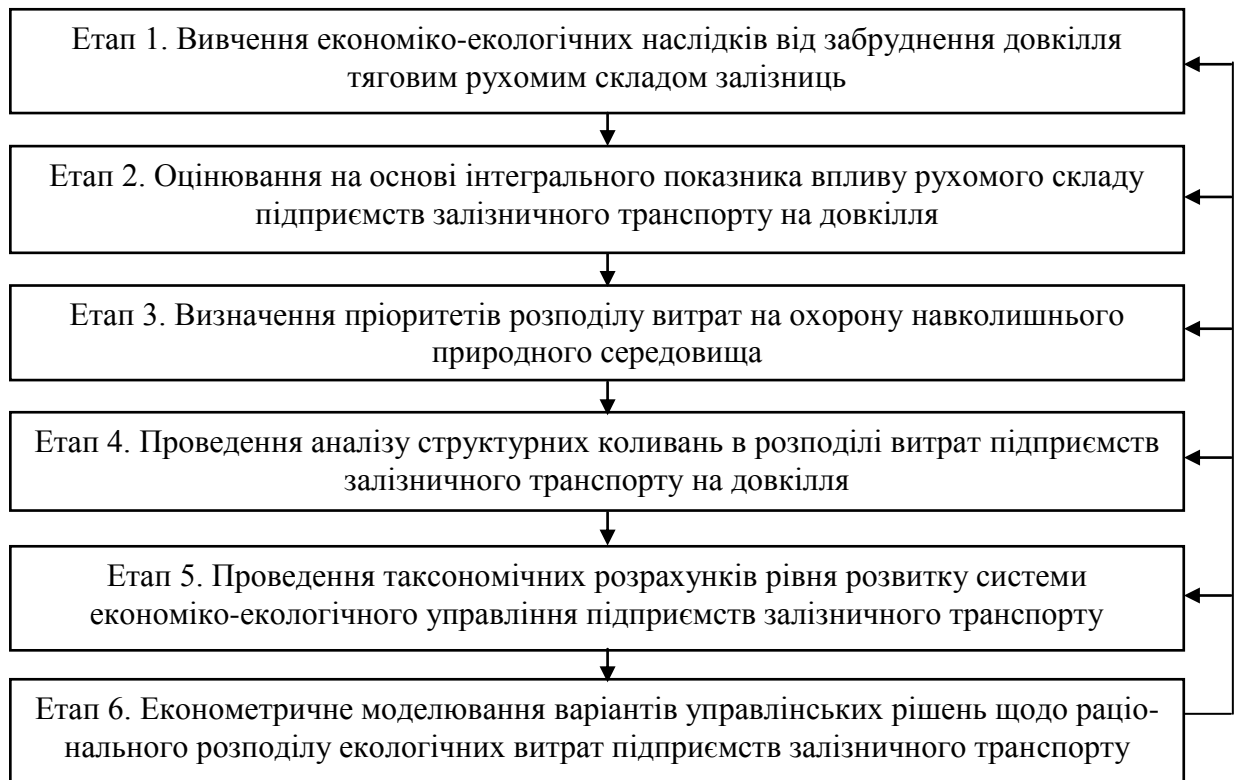 Етап 1. Вивчення економіко-екологічних наслідків від забруднення довкілля
тяговим рухомим складом залізниць
Етап 2. Оцінювання на основі інтегрального показника впливу рухомого складу
підприємств залізничного транспорту на довкілля
Етап 3. Визначення пріоритетів розподілу витрат на охорону навколишнього
природного середовища
Етап 4. Проведення аналізу структурних коливань в розподілі витрат підприємств
залізничного транспорту на довкілля
Етап 5. Проведення таксономічних розрахунків рівня розвитку системи
економіко-екологічного управління підприємств залізничного транспорту
Етап 6. Економетричне моделювання варіантів управлінських рішень щодо раціо-
нального розподілу екологічних витрат підприємств залізничного транспорту